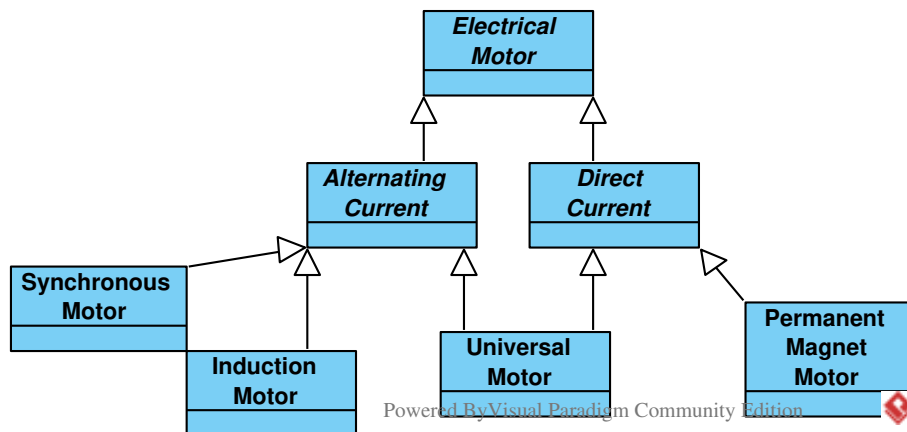 Electrical
Motor
Alternating
Current
Direct
Current
Synchronous
Motor
Induction
Motor
Universal
Motor
Permanent
Magnet
Motor
Powered ByVisual Paradigm Community Edition